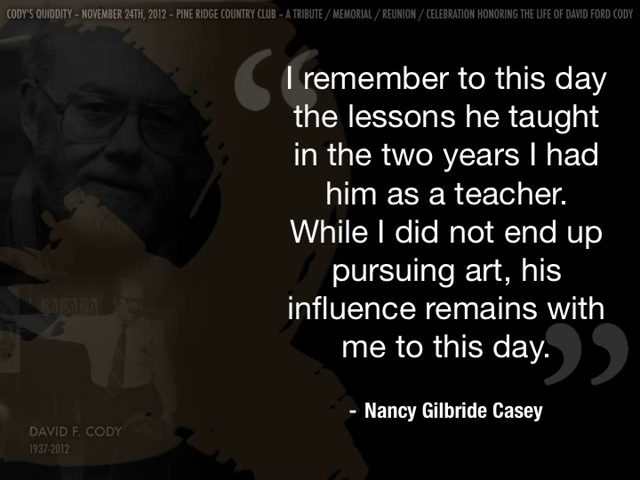 CODY'S QUIDDITY – NOVEMBER 24TH, 2012 – PINE RIDGE COUNTRY CLUB – A TRIBUTE / MEMORIAL / REUNION / CELEBRATION HONORING THE LIFE OF DAVID FORD CODY
“
I remember to this day
the lessons he taught
in the two years I had
him as a teacher.
While I did not end up
pursuing art, his
influence remains with
me to this day.
”
- Nancy Gilbride Casey
DAVID F. CODY
1937-2012